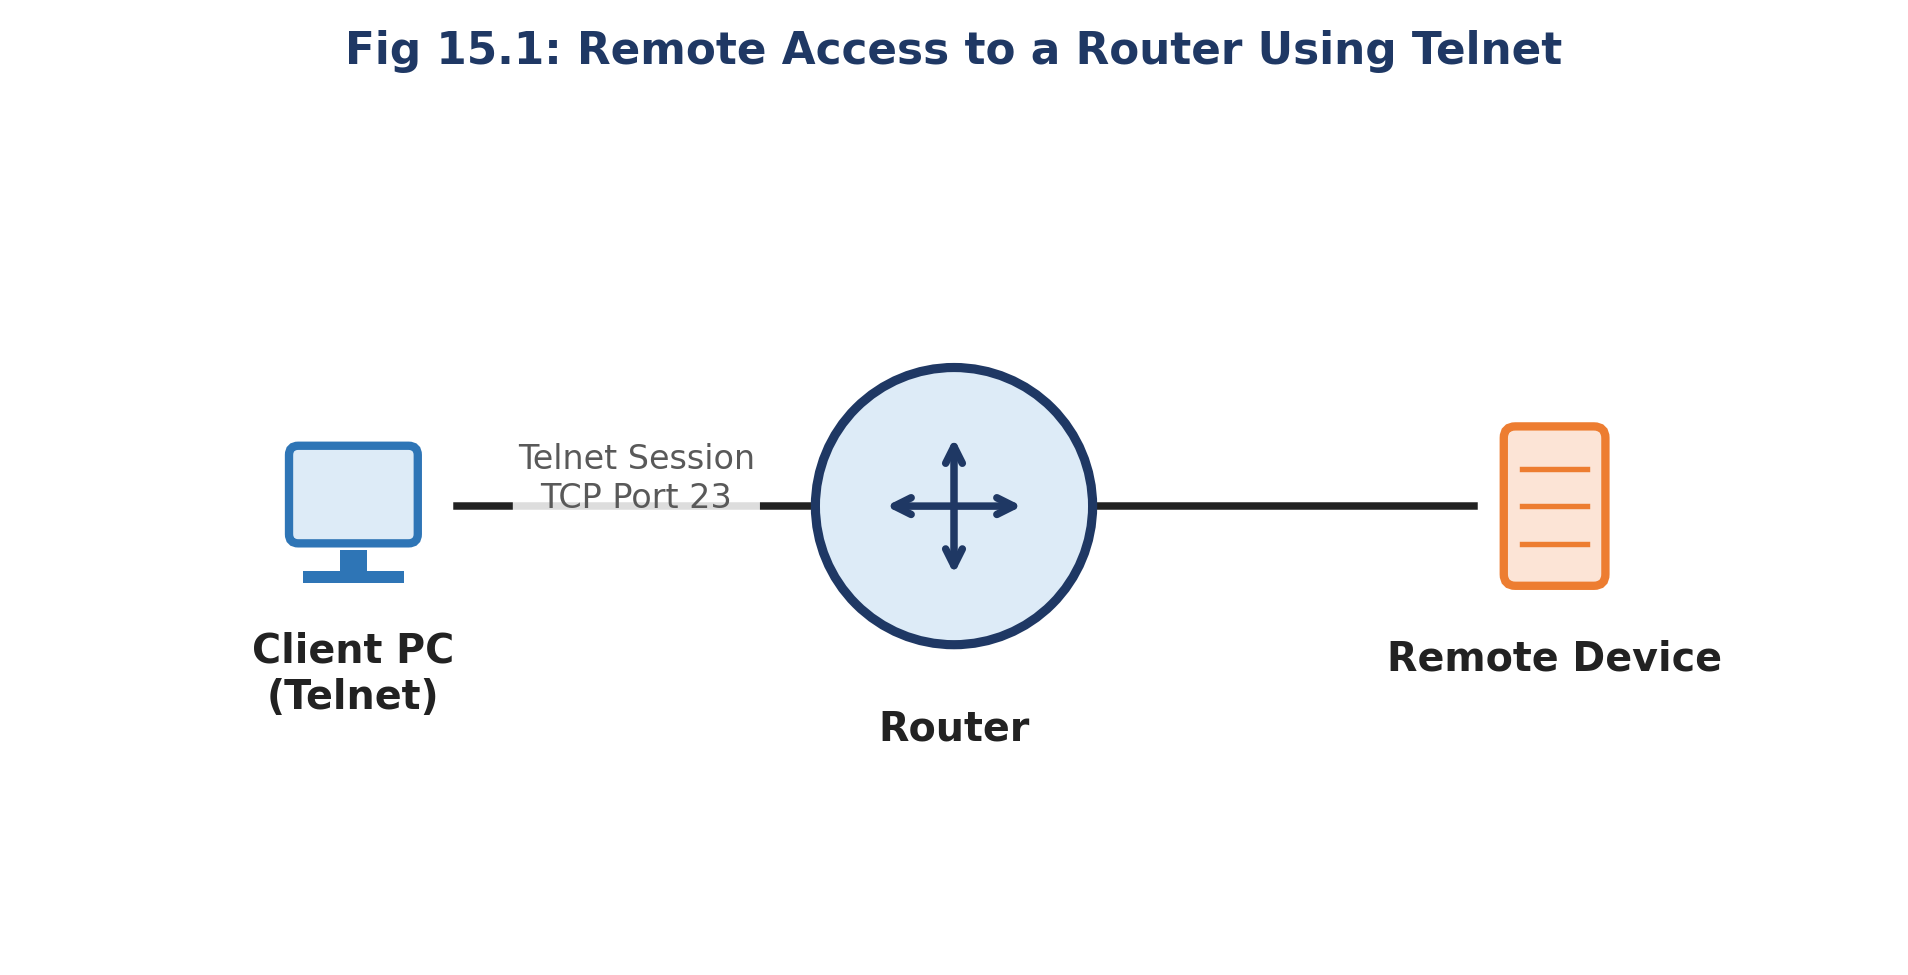 Fig 15.1: Remote Access to a Router Using Telnet
Telnet Session
TCP Port 23
Client PC
(Telnet)
Router
Remote Device